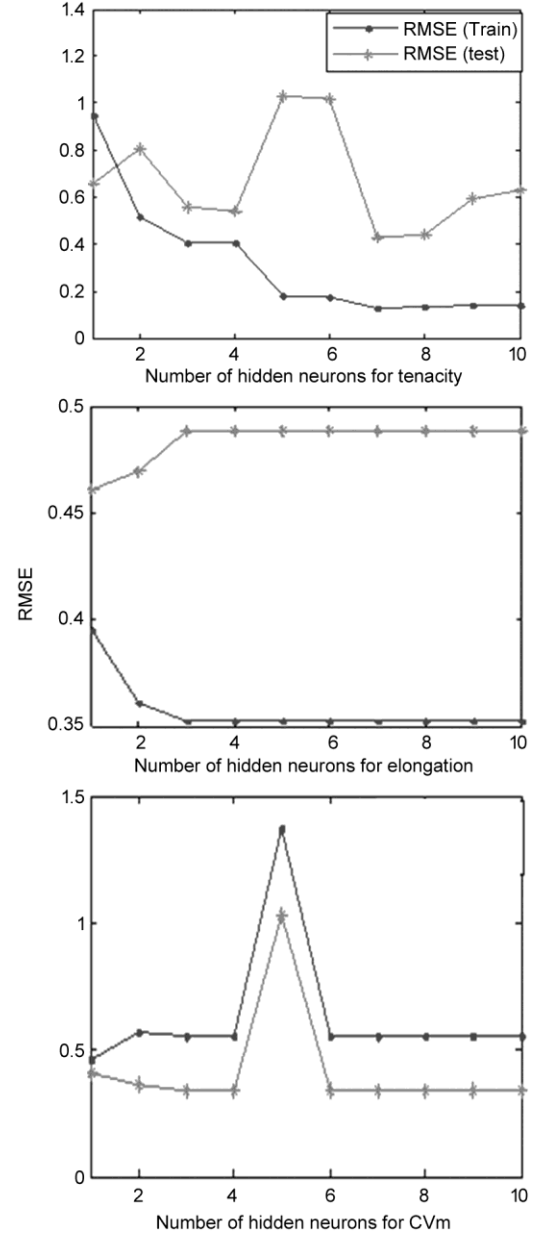 1.4
1.2
1
0.8
0.6
0.4
0.2
0
RMSE (Train)
RMSE (test)
2 4 6 8 10
Number of hidden neurons for tenacity
0.5
0.45
0.4
0.35
RMSE
2 4 6 8 10
Number of hidden neurons for elongation
1.5
1
0.5
0
2 4 6 8 10
Number of hidden neurons for CVm